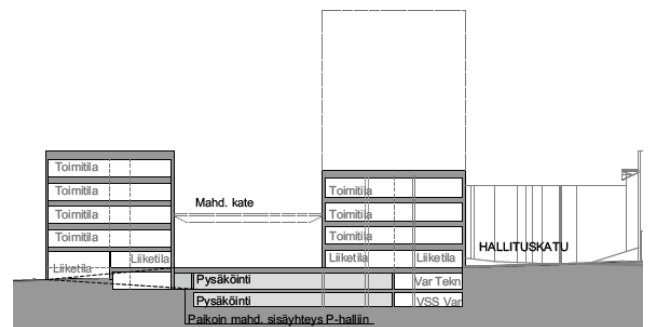 Toimitila
Toimitila
Toimitila
Toimitila
Liiketila
Liiketila
Mahd. kate
Toimitila
Toimitila
Toimitila
Liiketila
Liiketila
HALLITUSKATU
Pysäköinti
Var Tekn
Pysäköinti
VSS Var
Paikoin mahd. sisäyhteys P-halliin